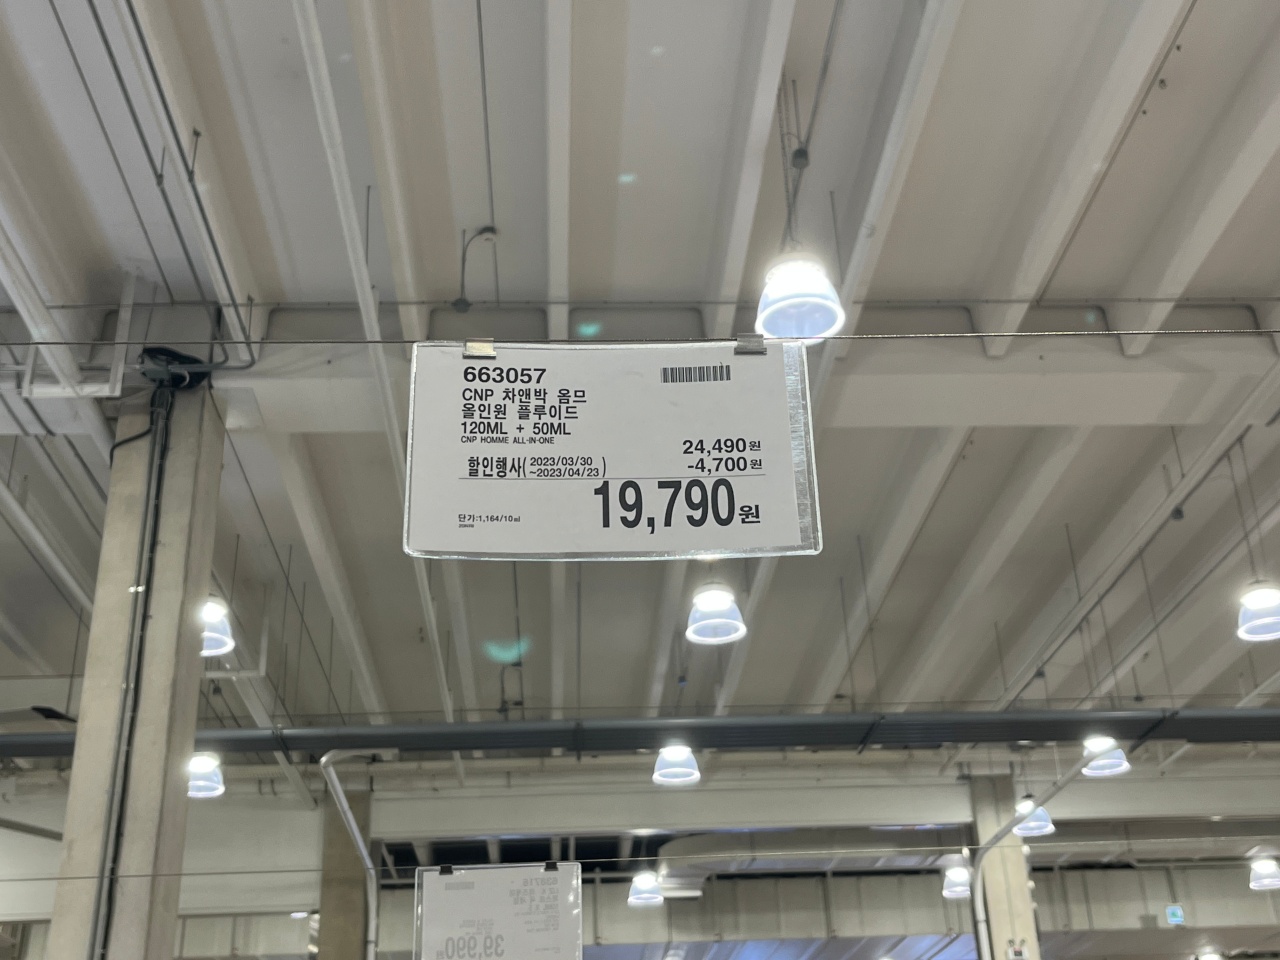 663057
CNP 차앤박 옴므
올인원 플루이드
120ML + 50ML
CNP HOMME ALL-IN-ONE
24,490원
할인행사(2023/03/30
~2023/04/23)
-4,700원
19,790원
단가:1,164/10ml
39,990